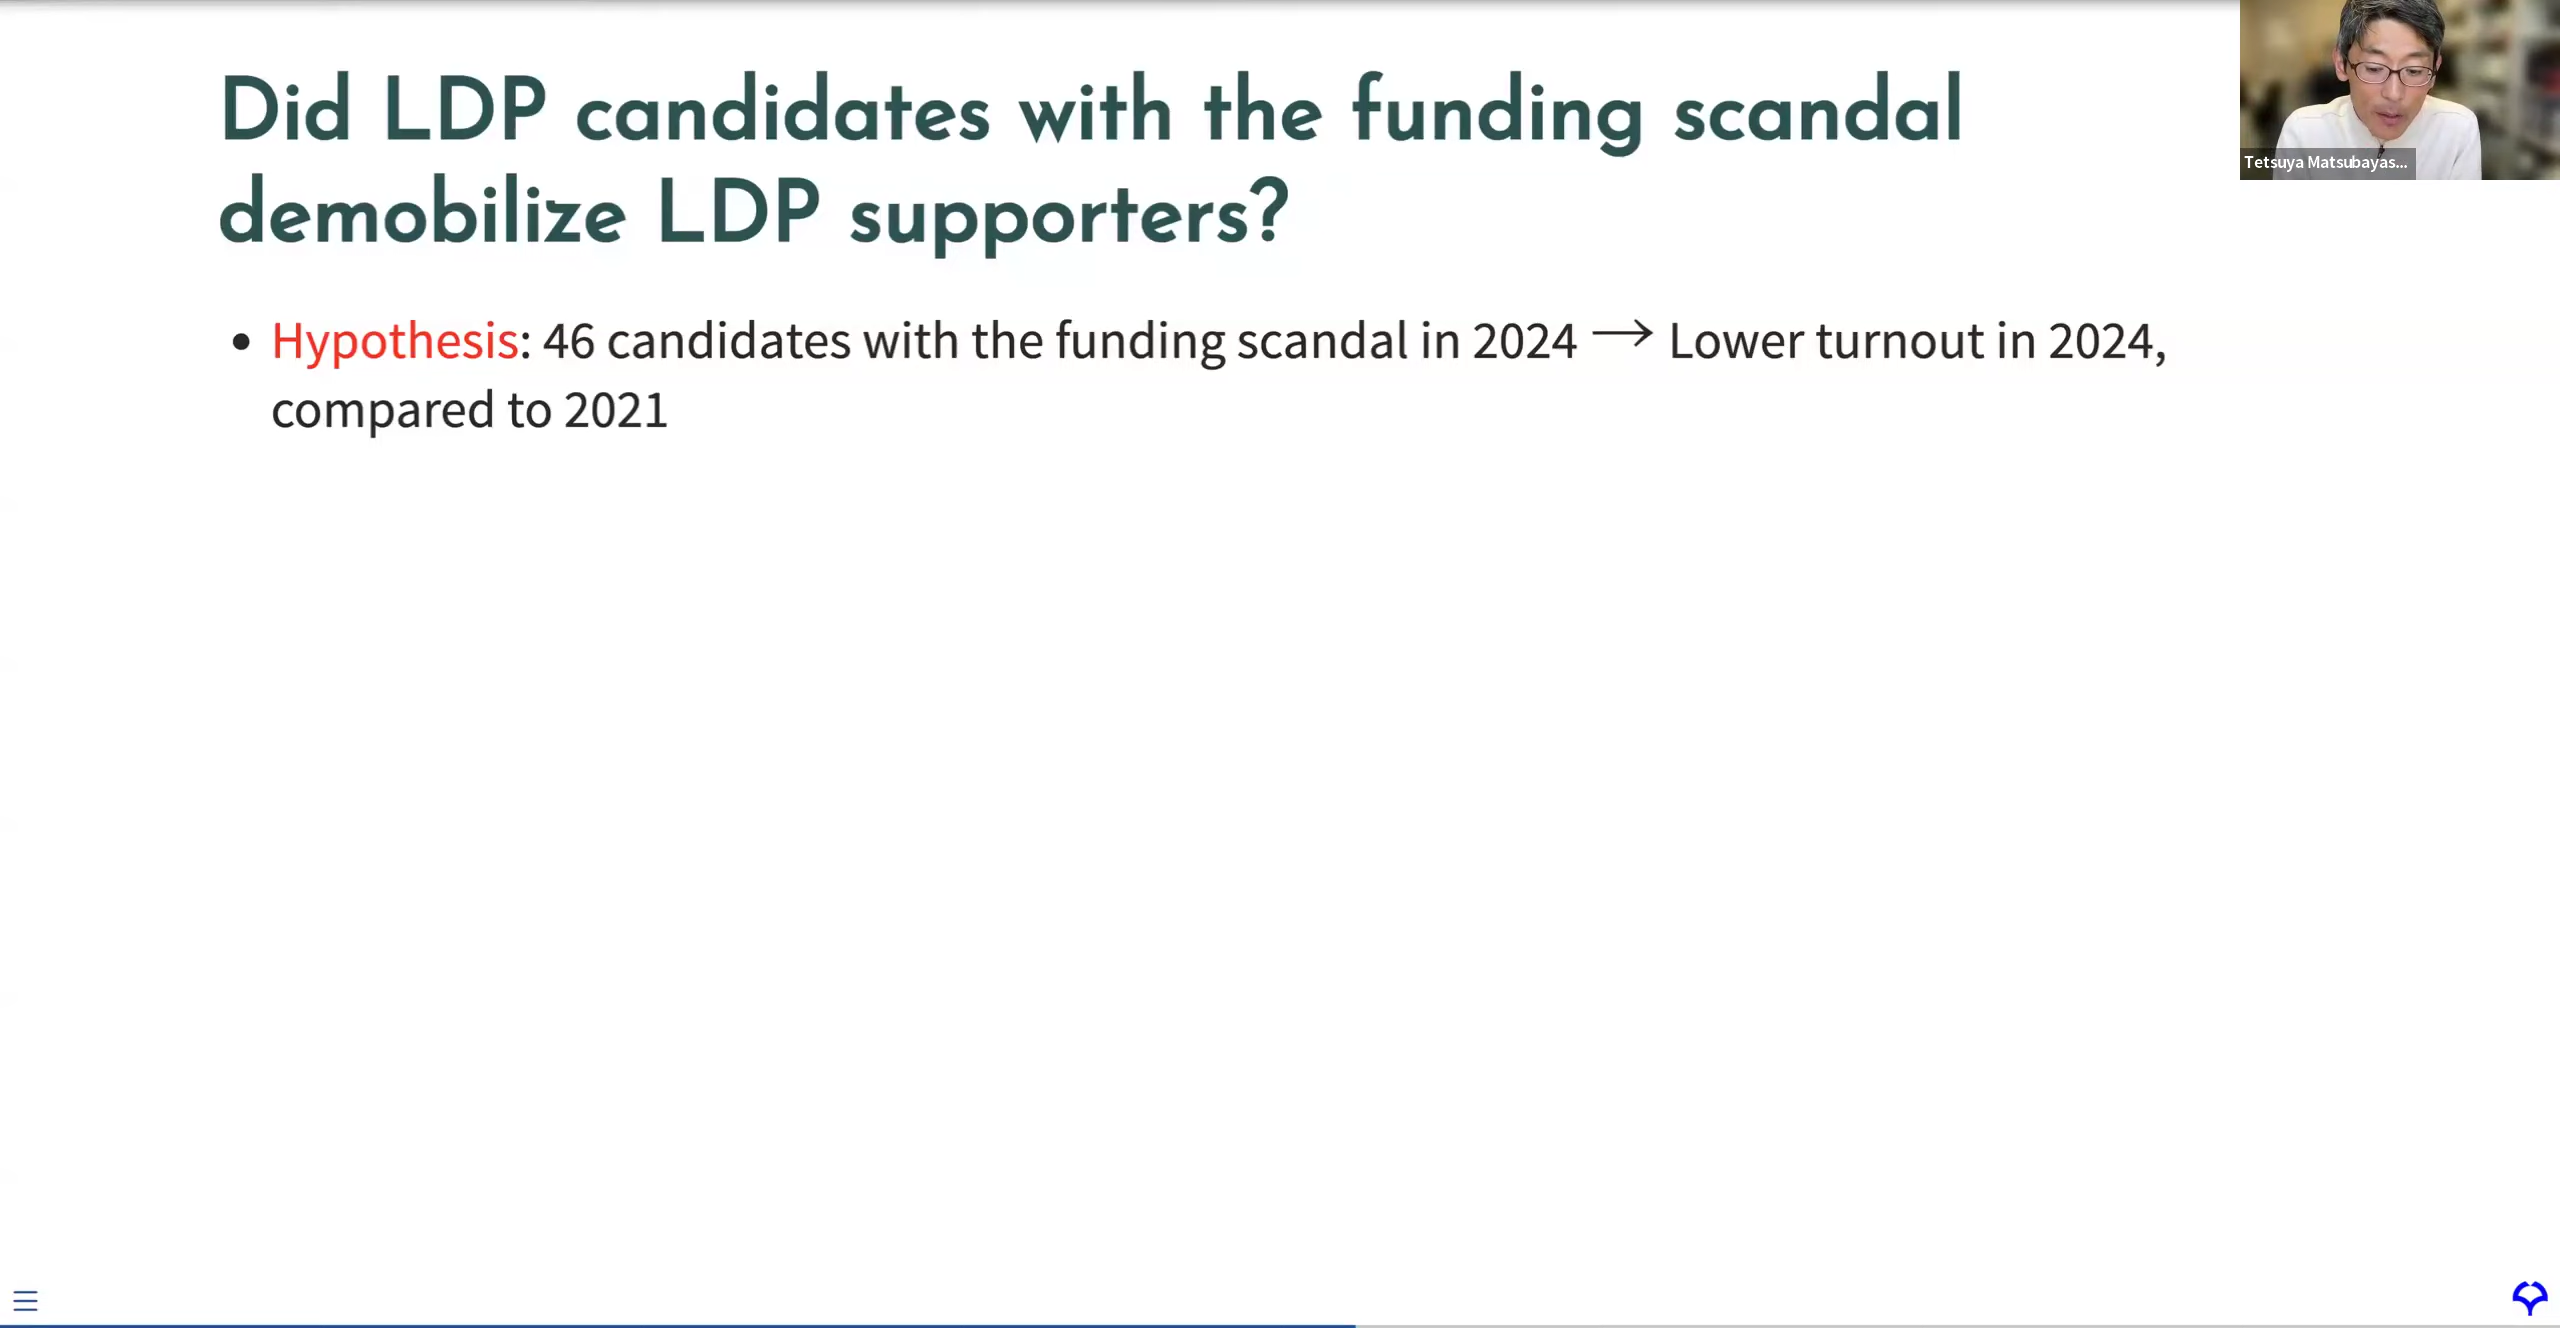 Did LDP candidates with the funding scandal
demobilize LDP supporters?
Tetsuya Matsubayas...
• Hypothesis: 46 candidates with the funding scandal in 2024 → Lower turnout in 2024,
compared to 2021